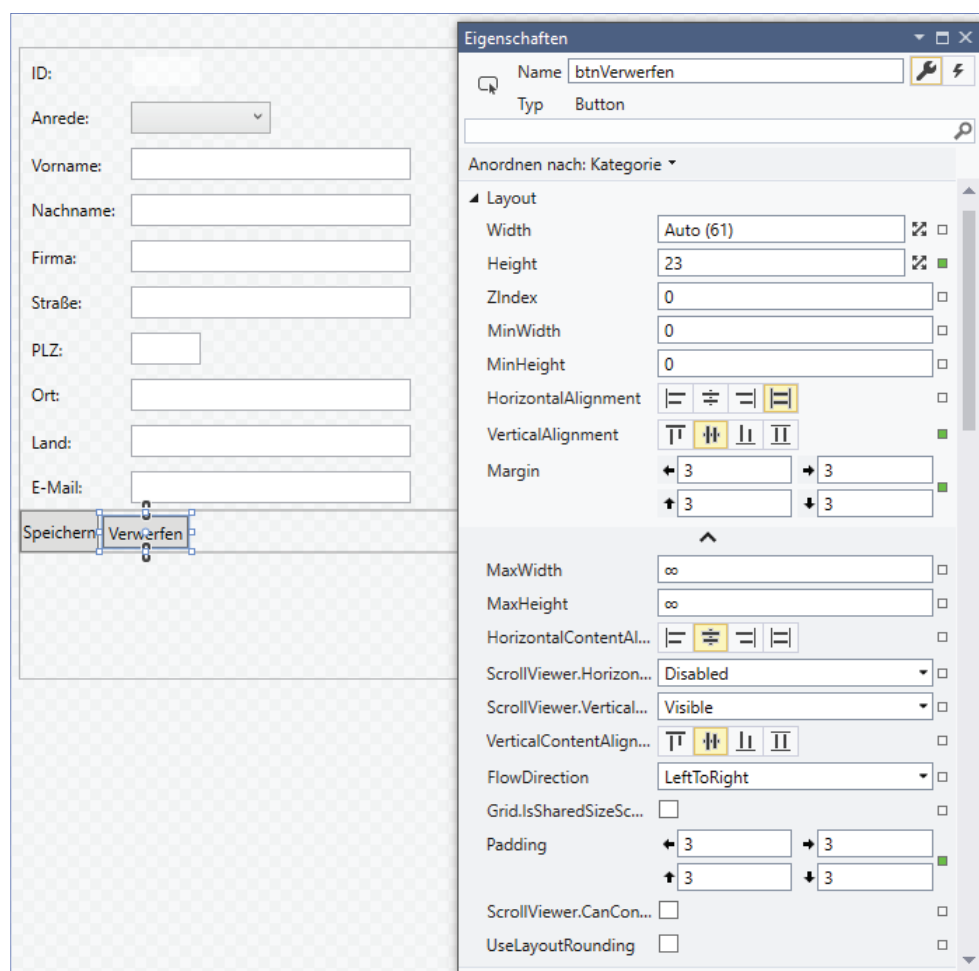 ID:
Anrede:
Vorname:
Nachname:
Firma:
Straße:
PLZ:
Ort:
Land:
E-Mail:
Speichern
Verwerfen
Eigenschaften
Name btnVerwerfen
Typ Button
Anordnen nach: Kategorie
Layout
Width Auto (61)
Height 23
ZIndex 0
MinWidth 0
MinHeight 0
HorizontalAlignment
VerticalAlignment
Margin 3 3
3 3
MaxWidth ∞
MaxHeight ∞
HorizontalContentAl...
ScrollViewer.Horizon... Disabled
ScrollViewer.Vertical... Visible
VerticalContentAlign...
FlowDirection LeftToRight
Grid.IsSharedSizeSc...
Padding 3 3
3 3
ScrollViewer.CanCon...
UseLayoutRounding